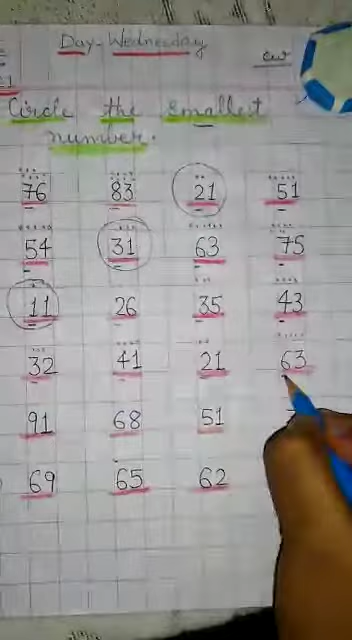 Day - Wednesday
cw
Circle the smallest
number.
76 83 21 51
54 31 63 75
11 26 35 43
32 41 21 63
91 68 51
69 65 62